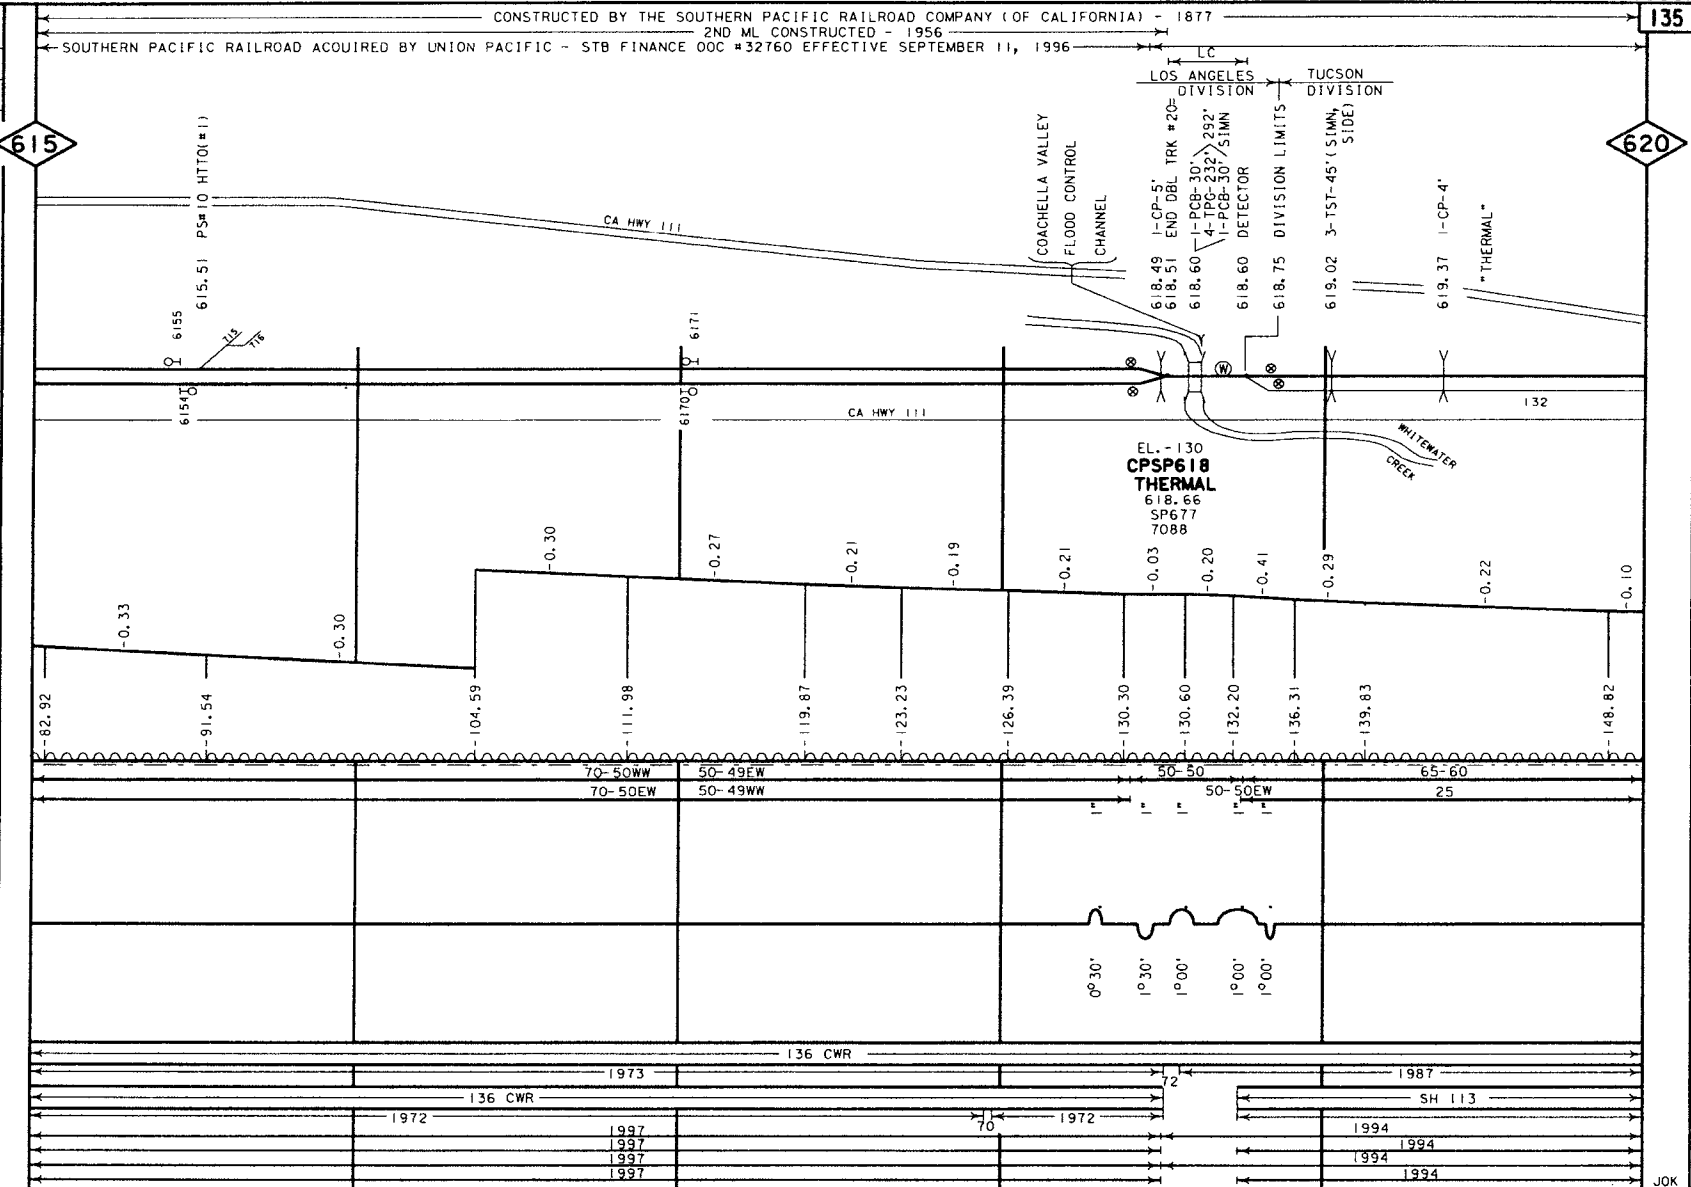 CONSTRUCTED BY THE SOUTHERN PACIFIC RAILROAD COMPANY (OF CALIFORNIA) - 1877
135
2ND ML CONSTRUCTED - 1956
SOUTHERN PACIFIC RAILROAD ACQUIRED BY UNION PACIFIC - STB FINANCE DOC #32760 EFFECTIVE SEPTEMBER 11, 1996
LC
LOS ANGELES DIVISION
TUCSON DIVISION
615
620
615.51 PS#10 HTTO(#1)
COACHELLA VALLEY
FLOOD CONTROL
CHANNEL
618.49 1-CP-5'
618.51 END DBL TRK #20
618.60 1-PCB-30'
4-TPG-232' 292'
1-PCB-30' SIMN
618.60 DETECTOR
618.75 DIVISION LIMITS
619.02 3-TST-45' (SIMN, SIDE)
619.37 1-CP-4'
"THERMAL"
CA HWY 111
6155
715
716
6171
W
6154
6170
CA HWY 111
132
WHITEWATER
CREEK
EL.-130
CPSP618
THERMAL
618.66
SP677
7088
-0.33
-0.30
-0.30
-0.27
-0.21
-0.19
-0.21
-0.03
-0.20
-0.41
-0.29
-0.22
-0.10
-82.92
-91.54
-104.59
-111.98
-119.87
-123.23
-126.39
-130.30
-130.60
-132.20
-136.31
-139.83
-148.82
70-50WW 50-49EW 50-50 65-60
70-50EW 50-49WW 50-50EW 25
1" 1" 1" 1" 1"
0°30' 1°30' 1°00' 1°00' 1°00'
136 CWR
1973 72 1987
136 CWR SH 113
1972 70 1972
1997 1994
1997 1994
1997 1994
1997 1994
JDK